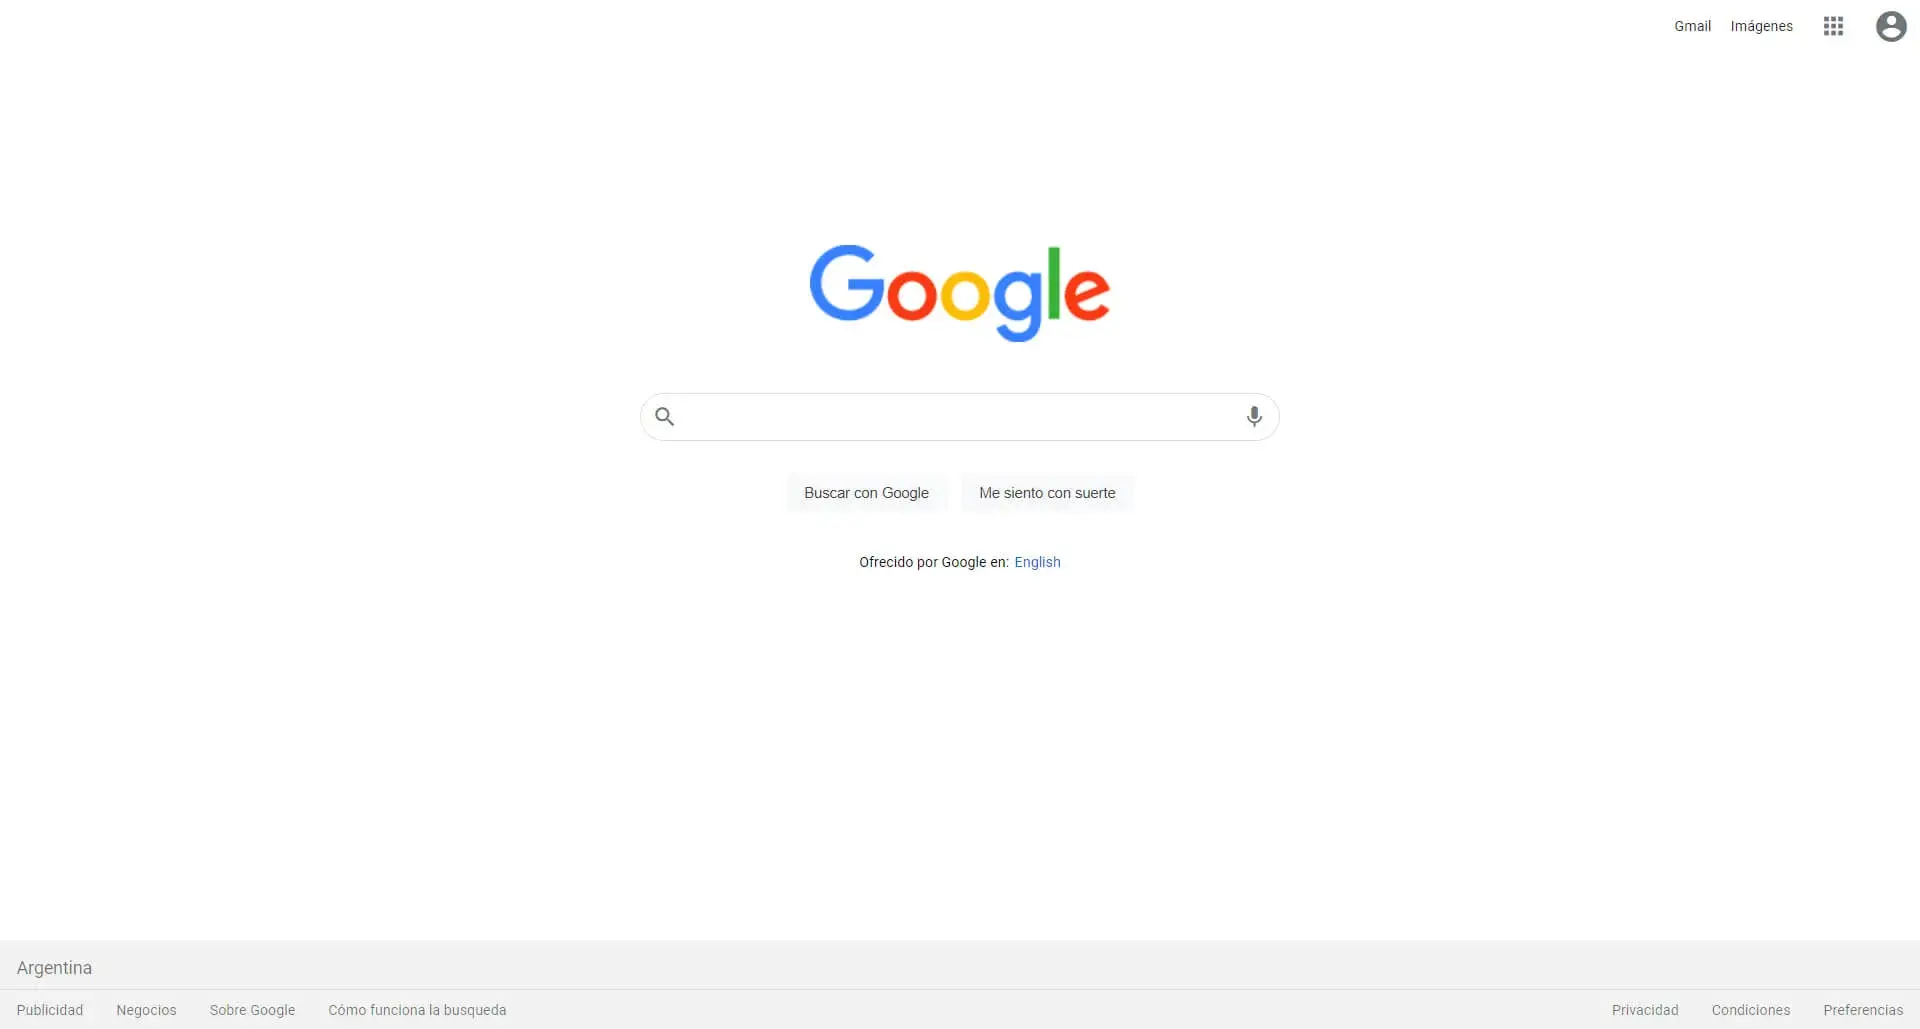 Gmail Imágenes
Google
Buscar con Google Me siento con suerte
Ofrecido por Google en: English
Argentina
Publicidad Negocios Sobre Google Cómo funciona la busqueda Privacidad Condiciones Preferencias